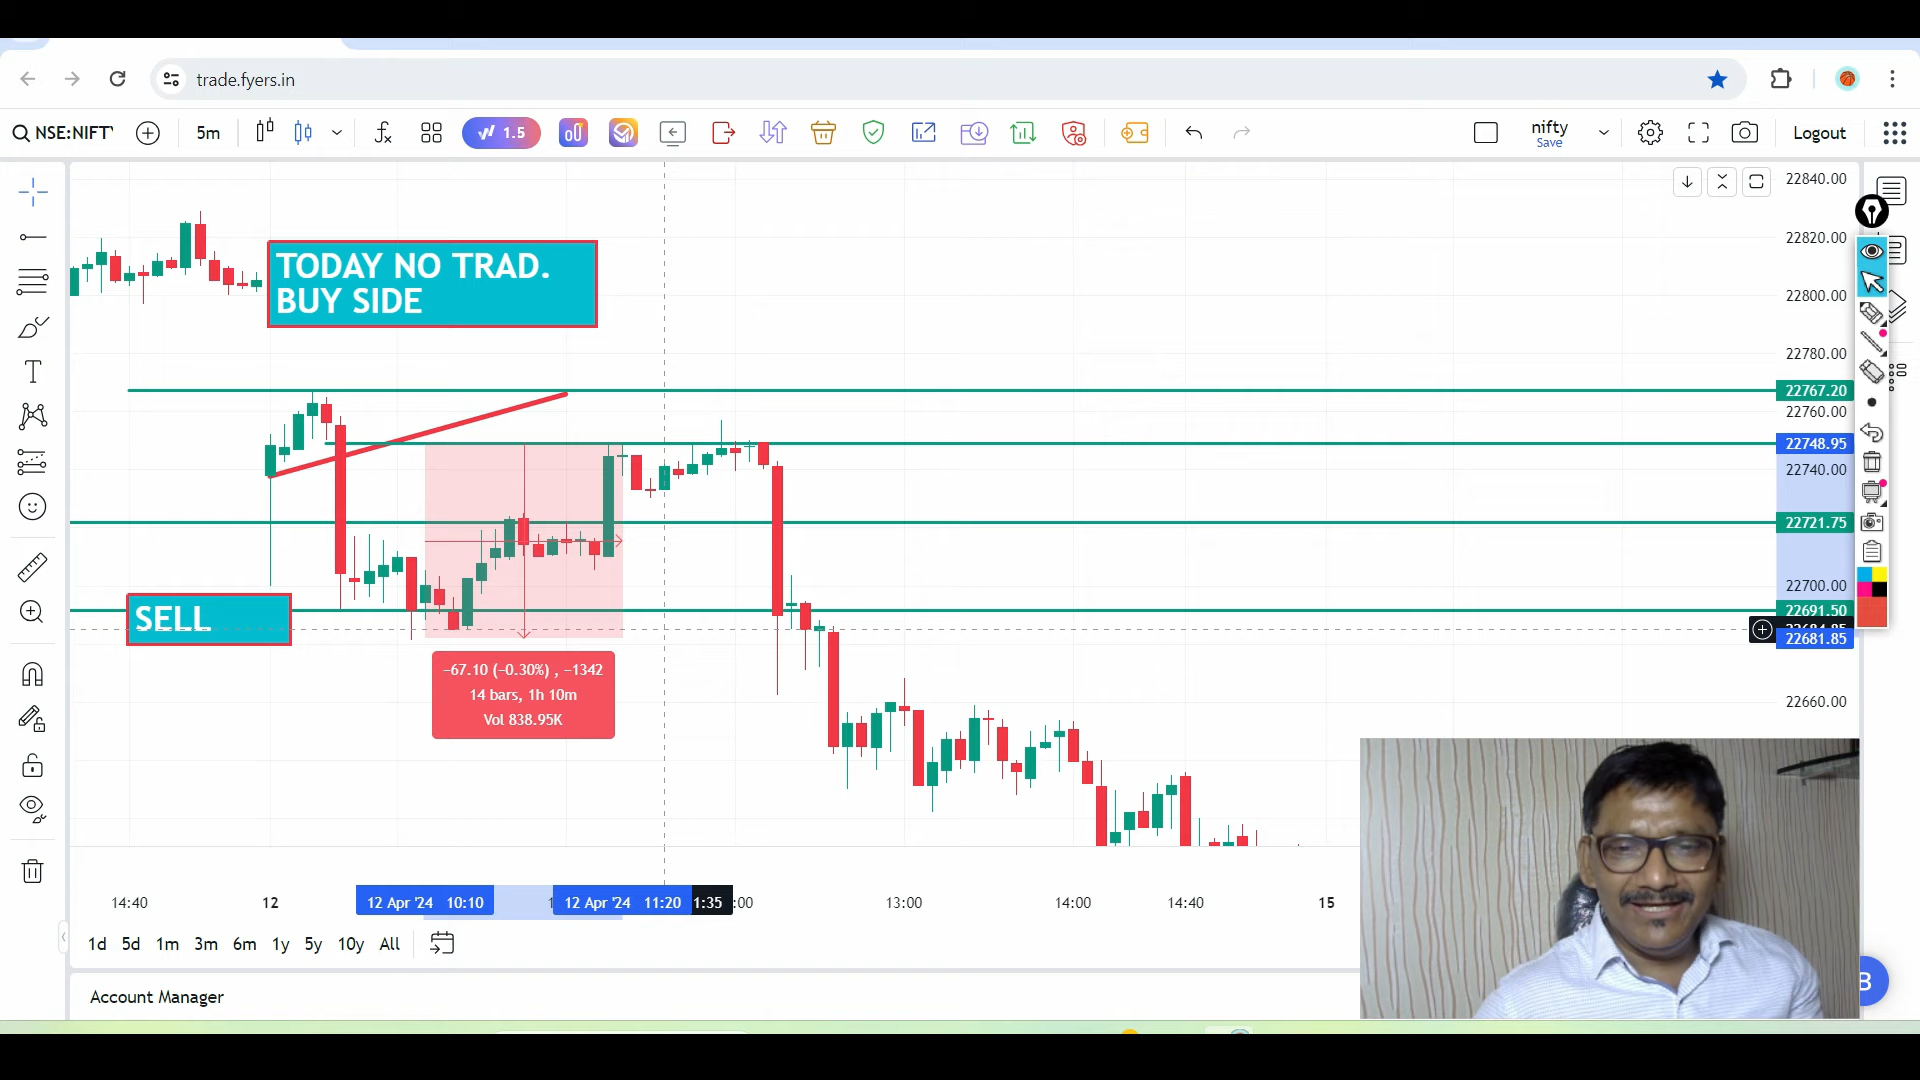 trade.fyers.in
NSE:NIFTY
5m
1.5
nifty
Save
Logout
TODAY NO TRAD.
BUY SIDE
SELL
−67.10 (−0.30%) , −1342
14 bars, 1h 10m
Vol 838.95K
22840.00
22820.00
22800.00
22780.00
22767.20
22760.00
22748.95
22740.00
22721.75
22700.00
22691.50
22681.85
22660.00
14:40
12
12 Apr '24 10:10
12 Apr '24 11:20
1:35
:00
13:00
14:00
14:40
15
1d 5d 1m 3m 6m 1y 5y 10y All
Account Manager
B